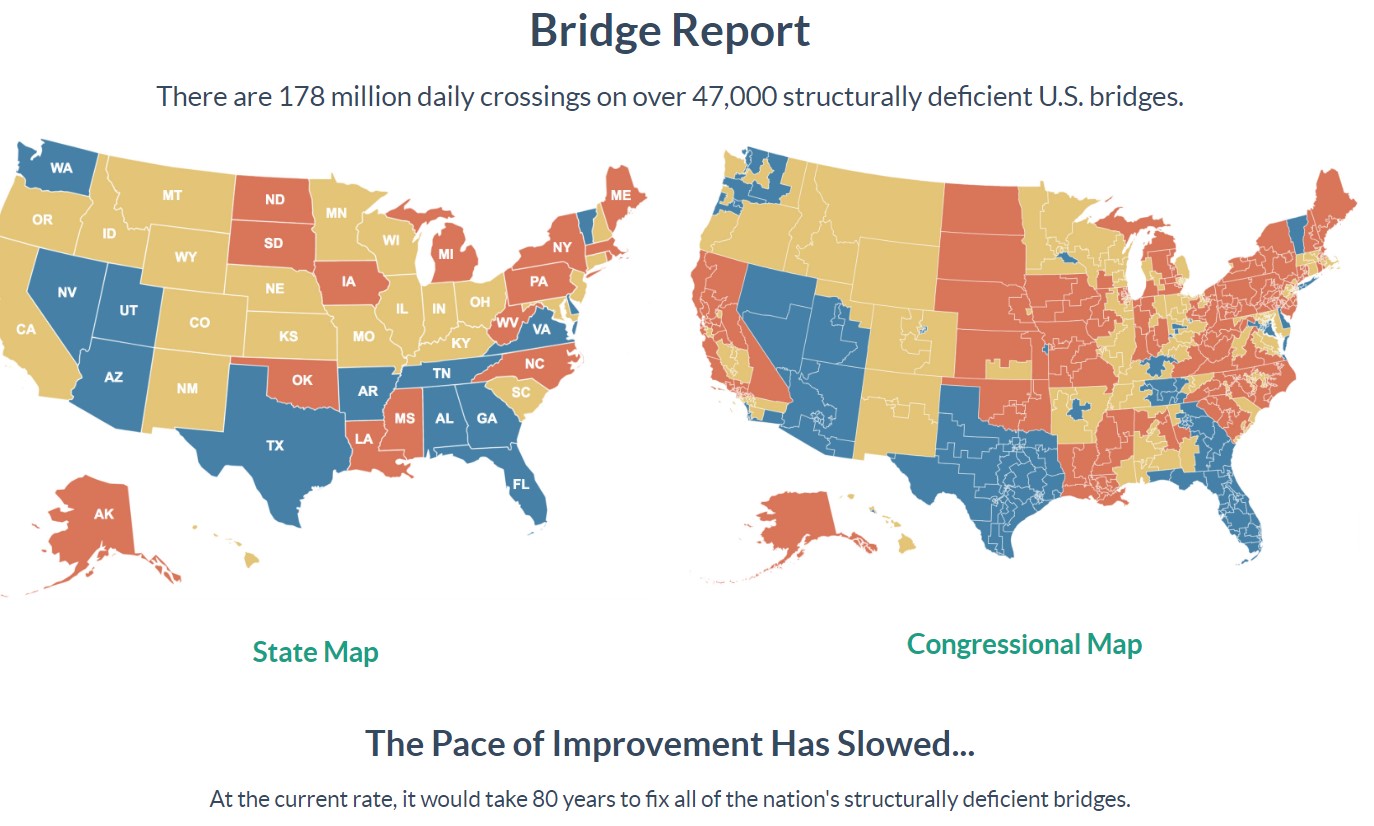 Bridge Report
There are 178 million daily crossings on over 47,000 structurally deficient U.S. bridges.
WA
MT
ND
MN
ME
OR
ID
SD
WI
MI
NY
WY
IA
PA
NV
UT
NE
IL
IN
OH
CA
CO
KS
MO
KY
WV
VA
AZ
NM
OK
AR
TN
NC
SC
TX
LA
MS
AL
GA
FL
AK
State Map
Congressional Map
The Pace of Improvement Has Slowed...
At the current rate, it would take 80 years to fix all of the nation's structurally deficient bridges.